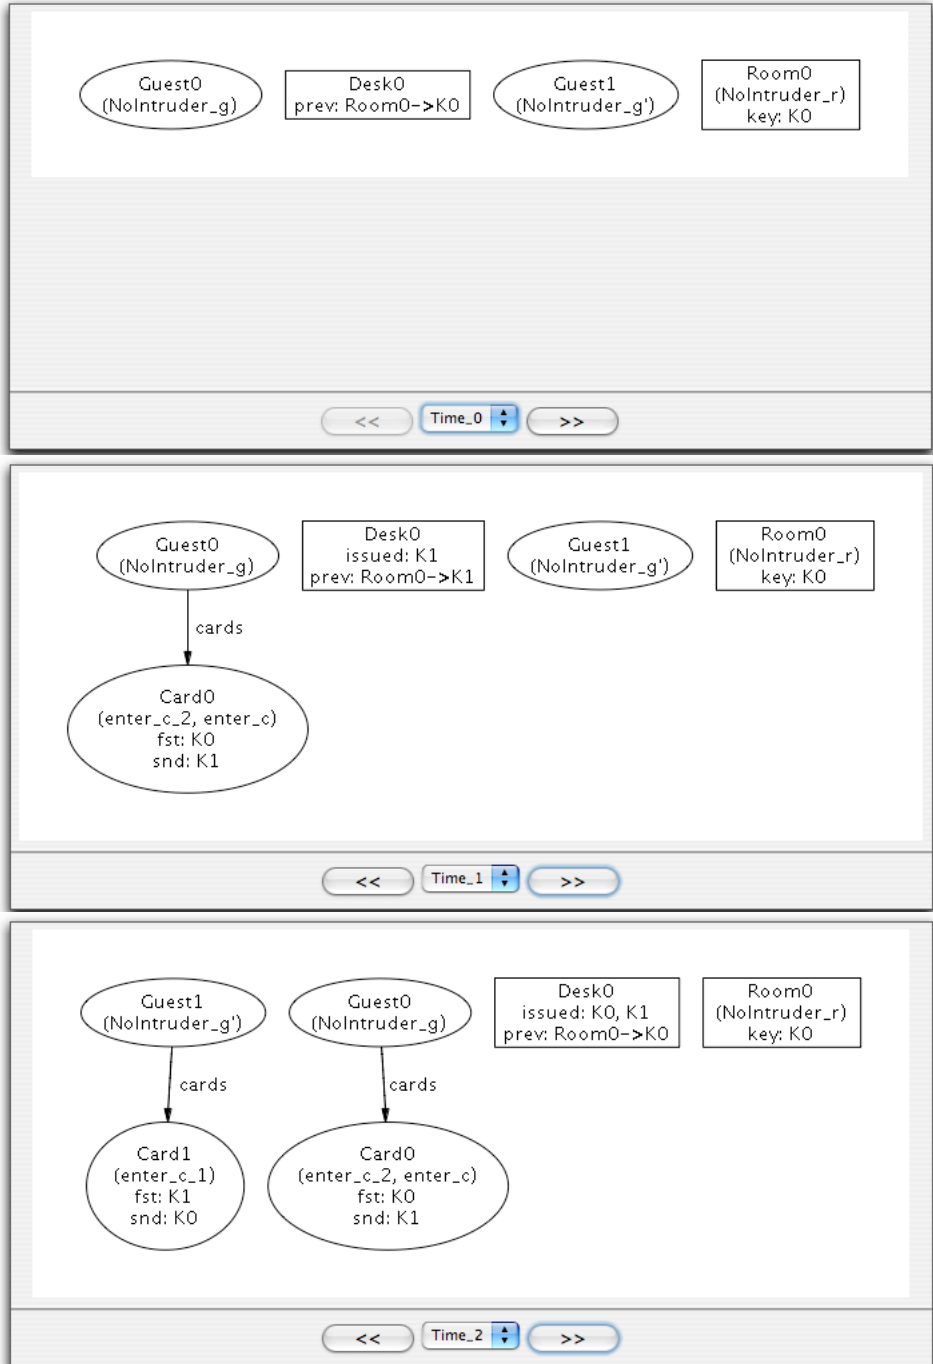 Guest0
(NoIntruder_g)
Desk0
prev: Room0->K0
Guest1
(NoIntruder_g')
Room0
(NoIntruder_r)
key: K0
<<
Time_0
>>
Guest0
(NoIntruder_g)
Desk0
issued: K1
prev: Room0->K1
Guest1
(NoIntruder_g')
Room0
(NoIntruder_r)
key: K0
cards
Card0
(enter_c_2, enter_c)
fst: K0
snd: K1
<<
Time_1
>>
Guest1
(NoIntruder_g')
Guest0
(NoIntruder_g)
Desk0
issued: K0, K1
prev: Room0->K0
Room0
(NoIntruder_r)
key: K0
cards
cards
Card1
(enter_c_1)
fst: K1
snd: K0
Card0
(enter_c_2, enter_c)
fst: K0
snd: K1
<<
Time_2
>>